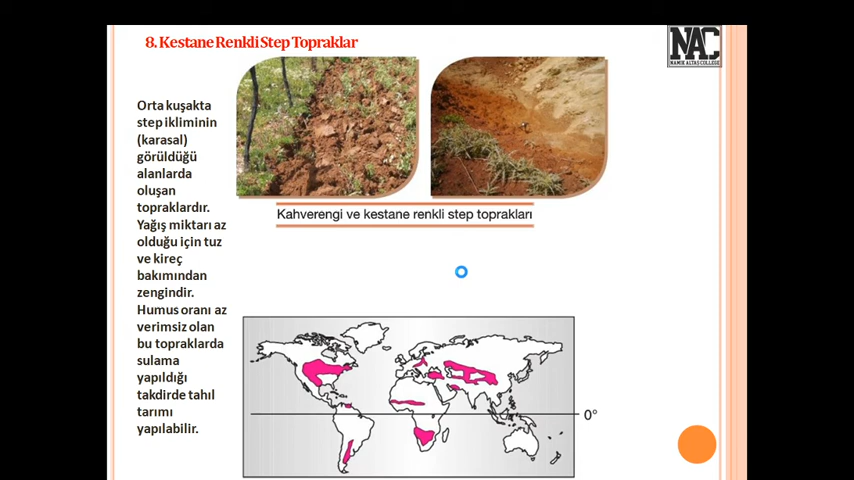 8. Kestane Renkli Step Topraklar
NAC
NAMIK ALTAŞ COLLEGE
Orta kuşakta
step ikliminin
(karasal)
görüldüğü
alanlarda
oluşan
topraklardır.
Yağış miktarı az
olduğu için tuz
ve kireç
bakımından
zengindir.
Humus oranı az
verimsiz olan
bu topraklarda
sulama
yapıldığı
takdirde tahıl
tarımı
yapılabilir.
Kahverengi ve kestane renkli step toprakları
0°